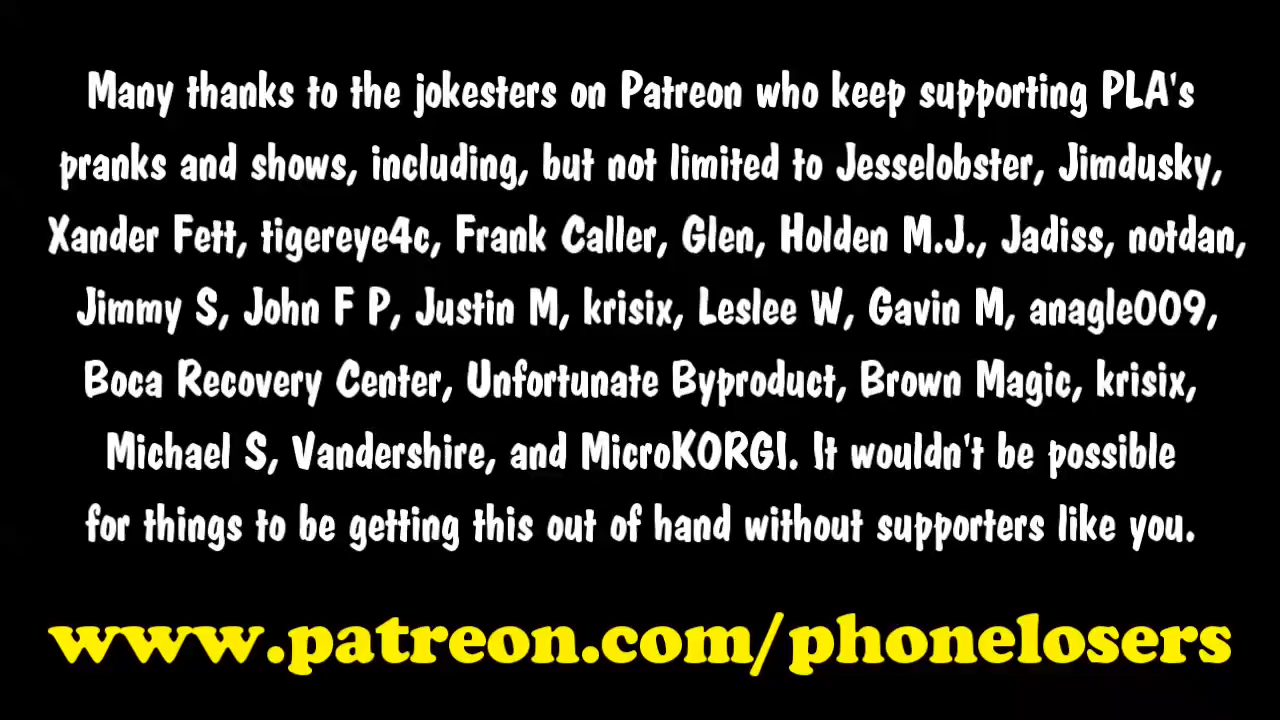 Many thanks to the jokesters on Patreon who keep supporting PLA's
pranks and shows, including, but not limited to Jesselobster, Jimdusky,
Xander Fett, tigereye4c, Frank Caller, Glen, Holden M.J., Jadiss, notdan,
Jimmy S, John F P, Justin M, krisix, Leslee W, Gavin M, anagle009,
Boca Recovery Center, Unfortunate Byproduct, Brown Magic, krisix,
Michael S, Vandershire, and MicroKORGI. It wouldn't be possible
for things to be getting this out of hand without supporters like you.
www.patreon.com/phonelosers